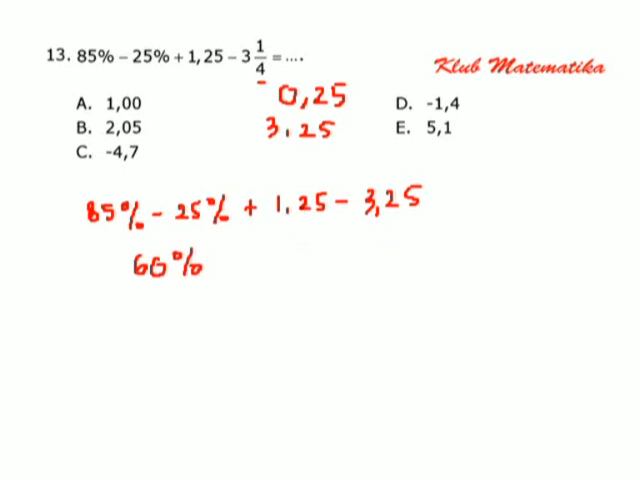 13. 85% – 25% + 1,25 – 3 1/4 = ....
Klub Matematika
A. 1,00
B. 2,05
C. -4,7
0,25
3.25
D. -1,4
E. 5,1
85% - 25% + 1,25 - 3,25
60%